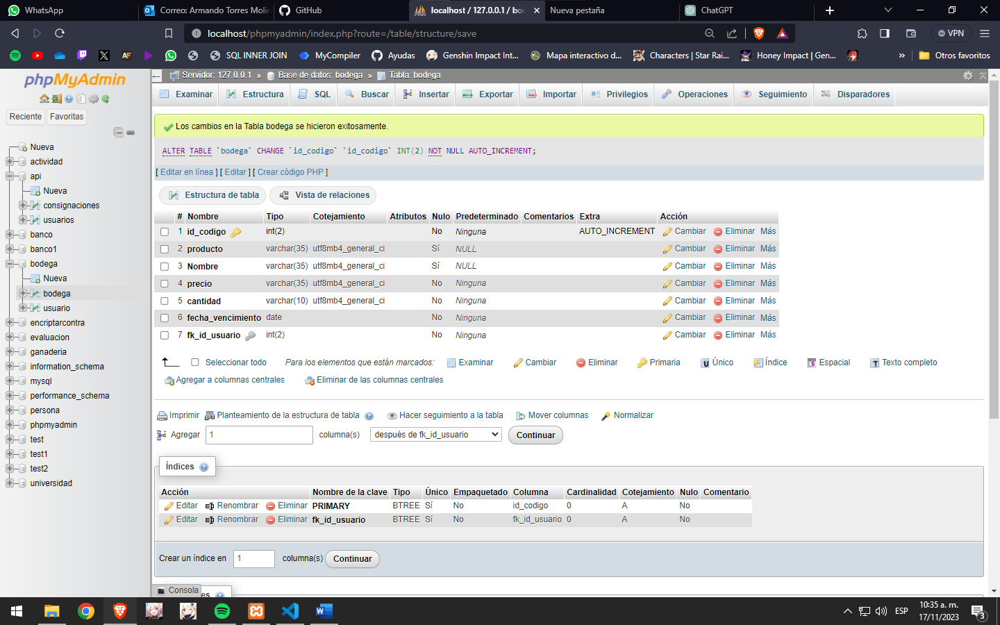 WhatsApp
Correo: Armando Torres Molin
GitHub
localhost / 127.0.0.1 / bo
Nueva pestaña
ChatGPT
localhost/phpmyadmin/index.php?route=/table/structure/save
VPN
SQL INNER JOIN
MyCompiler
Ayudas
Genshin Impact Int...
Mapa interactivo d...
Characters | Star Rai...
Honey Impact | Gen...
»
Otros favoritos
phpMyAdmin
Reciente
Favoritas
Nueva
actividad
api
Nueva
consignaciones
usuarios
banco
banco1
bodega
Nueva
bodega
usuario
encriptarcontra
evaluacion
ganaderia
information_schema
mysql
performance_schema
persona
phpmyadmin
test
test1
test2
universidad
Servidor: 127.0.0.1 » Base de datos: bodega » Tabla: bodega
Examinar Estructura SQL Buscar Insertar Exportar Importar Privilegios Operaciones Seguimiento Disparadores
Los cambios en la Tabla bodega se hicieron exitosamente.
ALTER TABLE `bodega` CHANGE `id_codigo` `id_codigo` INT(2) NOT NULL AUTO_INCREMENT;
[ Editar en línea ] [ Editar ] [ Crear código PHP ]
Estructura de tabla Vista de relaciones
# Nombre Tipo Cotejamiento Atributos Nulo Predeterminado Comentarios Extra Acción
1 id_codigo int(2) No Ninguna AUTO_INCREMENT Cambiar Eliminar Más
2 producto varchar(35) utf8mb4_general_ci Sí NULL Cambiar Eliminar Más
3 Nombre varchar(35) utf8mb4_general_ci Sí NULL Cambiar Eliminar Más
4 precio varchar(35) utf8mb4_general_ci No Ninguna Cambiar Eliminar Más
5 cantidad varchar(10) utf8mb4_general_ci No Ninguna Cambiar Eliminar Más
6 fecha_vencimiento date No Ninguna Cambiar Eliminar Más
7 fk_id_usuario int(2) No Ninguna Cambiar Eliminar Más
Seleccionar todo Para los elementos que están marcados: Examinar Cambiar Eliminar Primaria Único Índice Espacial Texto completo
Agregar a columnas centrales Eliminar de las columnas centrales
Imprimir Planteamiento de la estructura de tabla Hacer seguimiento a la tabla Mover columnas Normalizar
Agregar 1 columna(s) después de fk_id_usuario Continuar
Índices
Acción Nombre de la clave Tipo Único Empaquetado Columna Cardinalidad Cotejamiento Nulo Comentario
Editar Renombrar Eliminar PRIMARY BTREE Sí No id_codigo 0 A No
Editar Renombrar Eliminar fk_id_usuario BTREE Sí No fk_id_usuario 0 A No
Crear un índice en 1 columna(s) Continuar
Consola
ESP
10:35 a. m.
17/11/2023
3